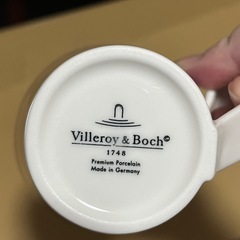 Villeroy & Boch©
1748
Premium Porcelain
Made in Germany